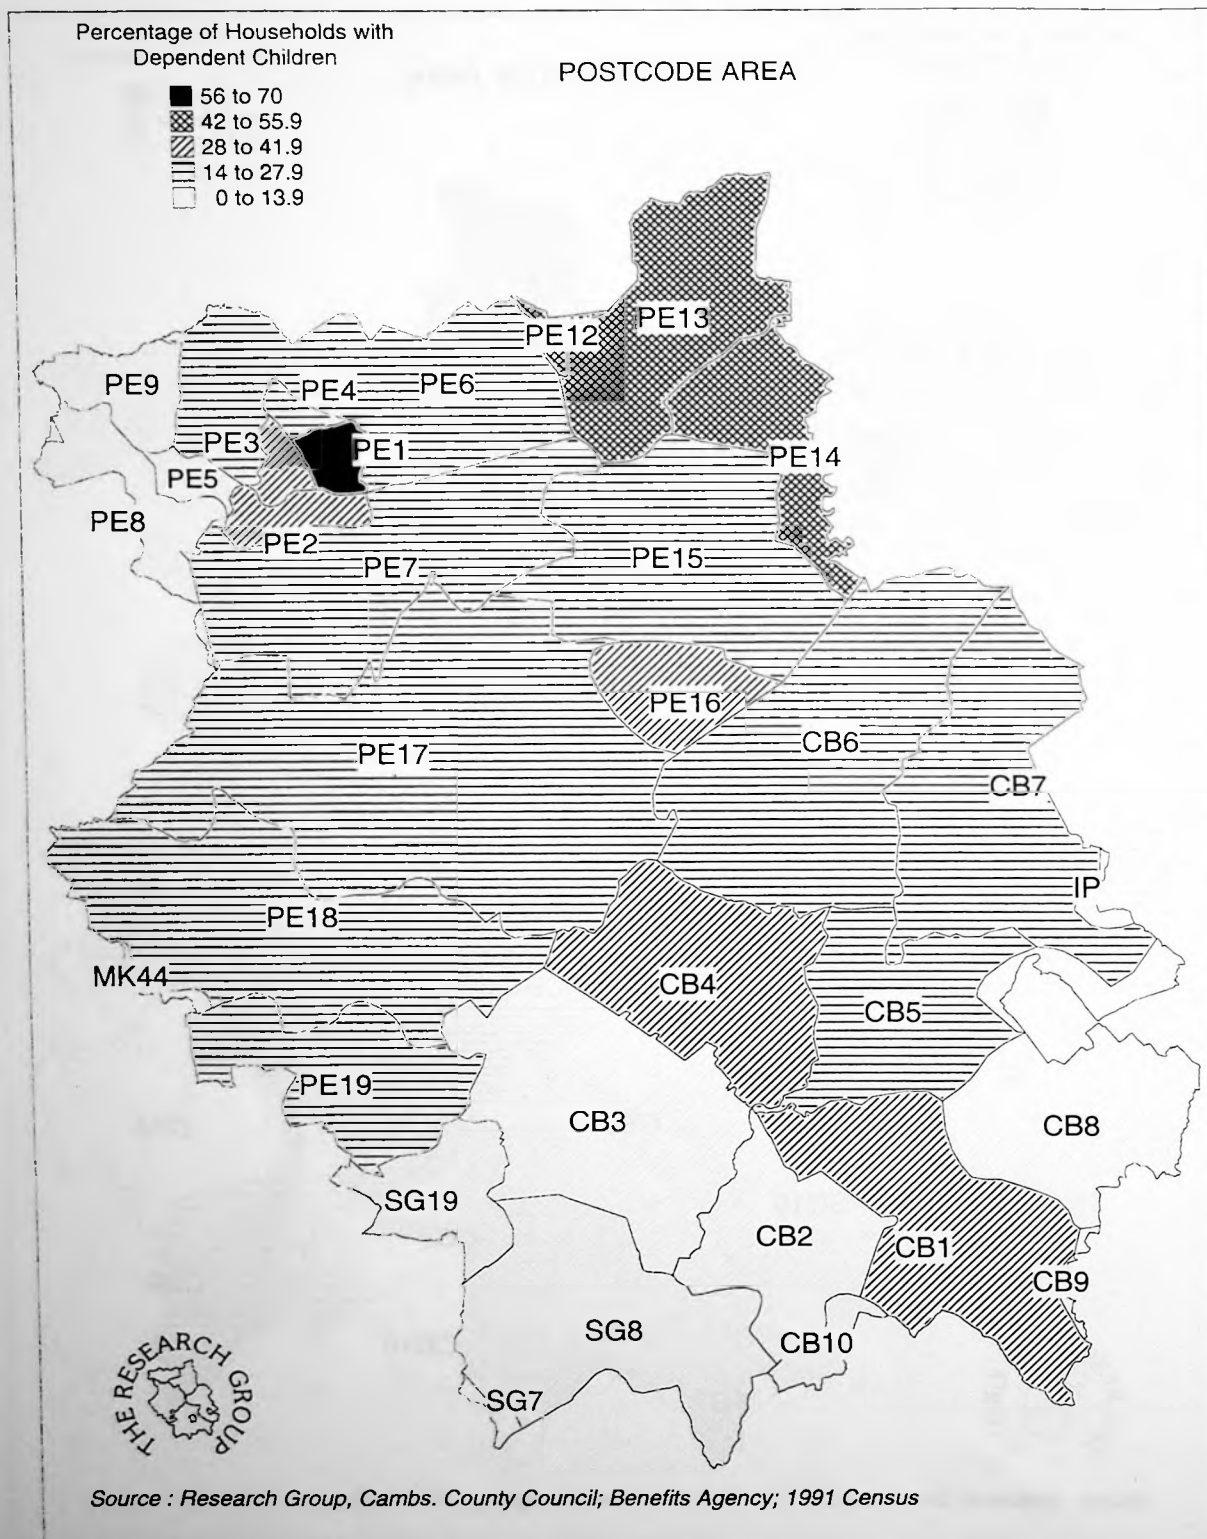 Percentage of Households with
Dependent Children
56 to 70
42 to 55.9
28 to 41.9
14 to 27.9
0 to 13.9
POSTCODE AREA
PE13
PE12
PE9
PE4
PE6
PE3
PE1
PE14
PE5
PE8
PE2
PE7
PE15
PE16
PE17
CB6
CB7
IP
PE18
MK44
CB4
CB5
PE19
CB3
CB8
SG19
CB2
CB1
CB9
SG8
CB10
SG7
THE RESEARCH GROUP
Source : Research Group, Cambs. County Council; Benefits Agency; 1991 Census